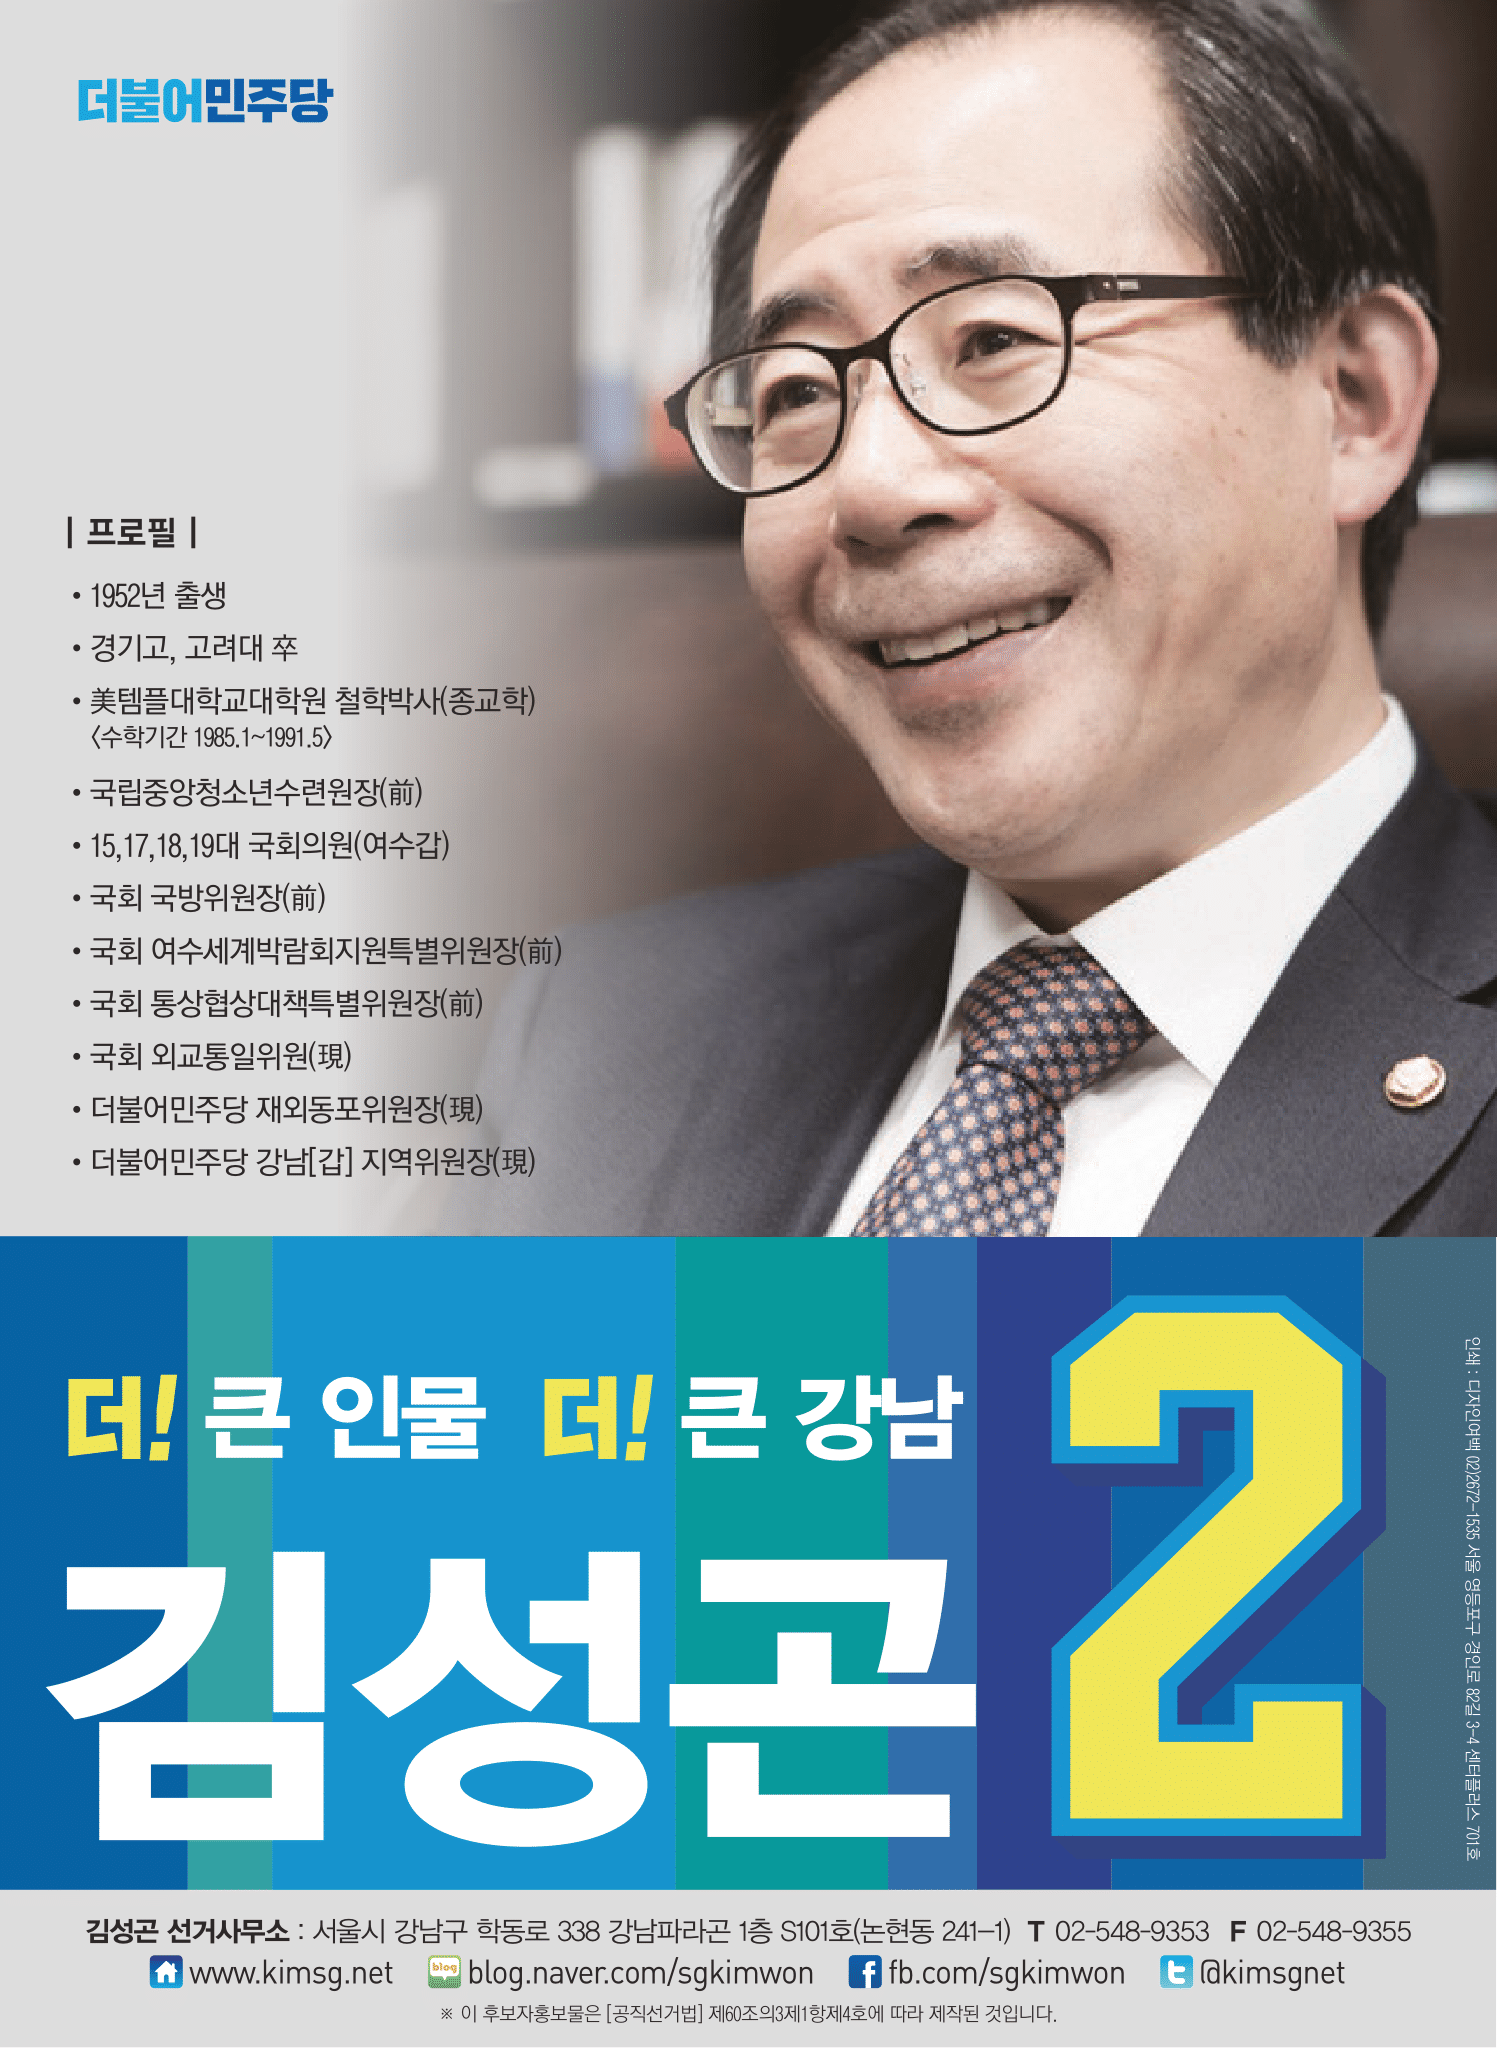 더불어민주당
| 프로필 |
• 1952년 출생
• 경기고, 고려대 卒
• 美템플대학교대학원 철학박사(종교학)
〈수학기간 1985.1~1991.5〉
• 국립중앙청소년수련원장(前)
• 15,17,18,19대 국회의원(여수갑)
• 국회 국방위원장(前)
• 국회 여수세계박람회지원특별위원장(前)
• 국회 통상협상대책특별위원장(前)
• 국회 외교통일위원(現)
• 더불어민주당 재외동포위원장(現)
• 더불어민주당 강남[갑] 지역위원장(現)
더! 큰 인물 더! 큰 강남
김성곤
2
인쇄 : 디자인여백 02)2672-1535 서울 영등포구 경인로 82길 3-4 센터플러스 701호
김성곤 선거사무소 : 서울시 강남구 학동로 338 강남파라곤 1층 S101호(논현동 241-1) T 02-548-9353 F 02-548-9355
www.kimsg.net blog blog.naver.com/sgkimwon f fb.com/sgkimwon t @kimsgnet
※ 이 후보자홍보물은 [공직선거법] 제60조의3제1항제4호에 따라 제작된 것입니다.